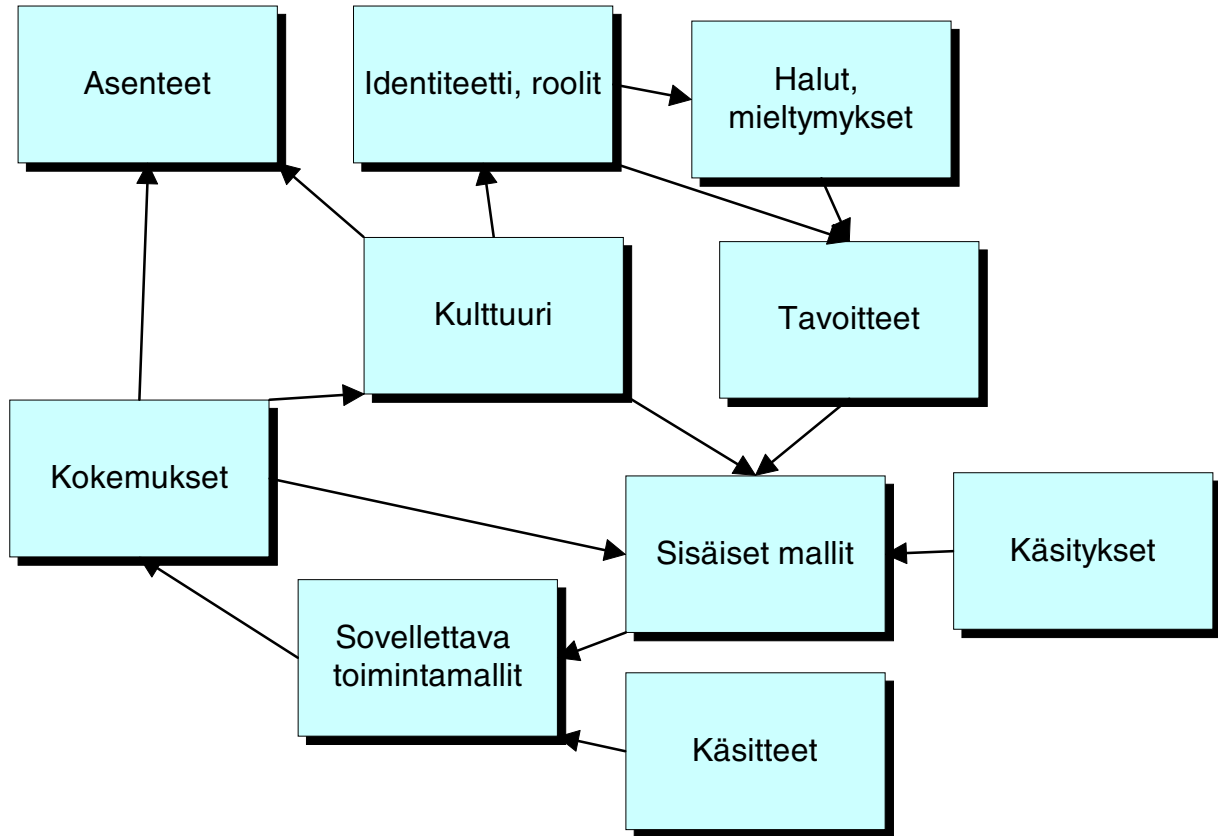 Asenteet
Identiteetti, roolit
Halut,
mieltymykset
Kulttuuri
Tavoitteet
Kokemukset
Sisäiset mallit
Käsitykset
Sovellettava
toimintamallit
Käsitteet